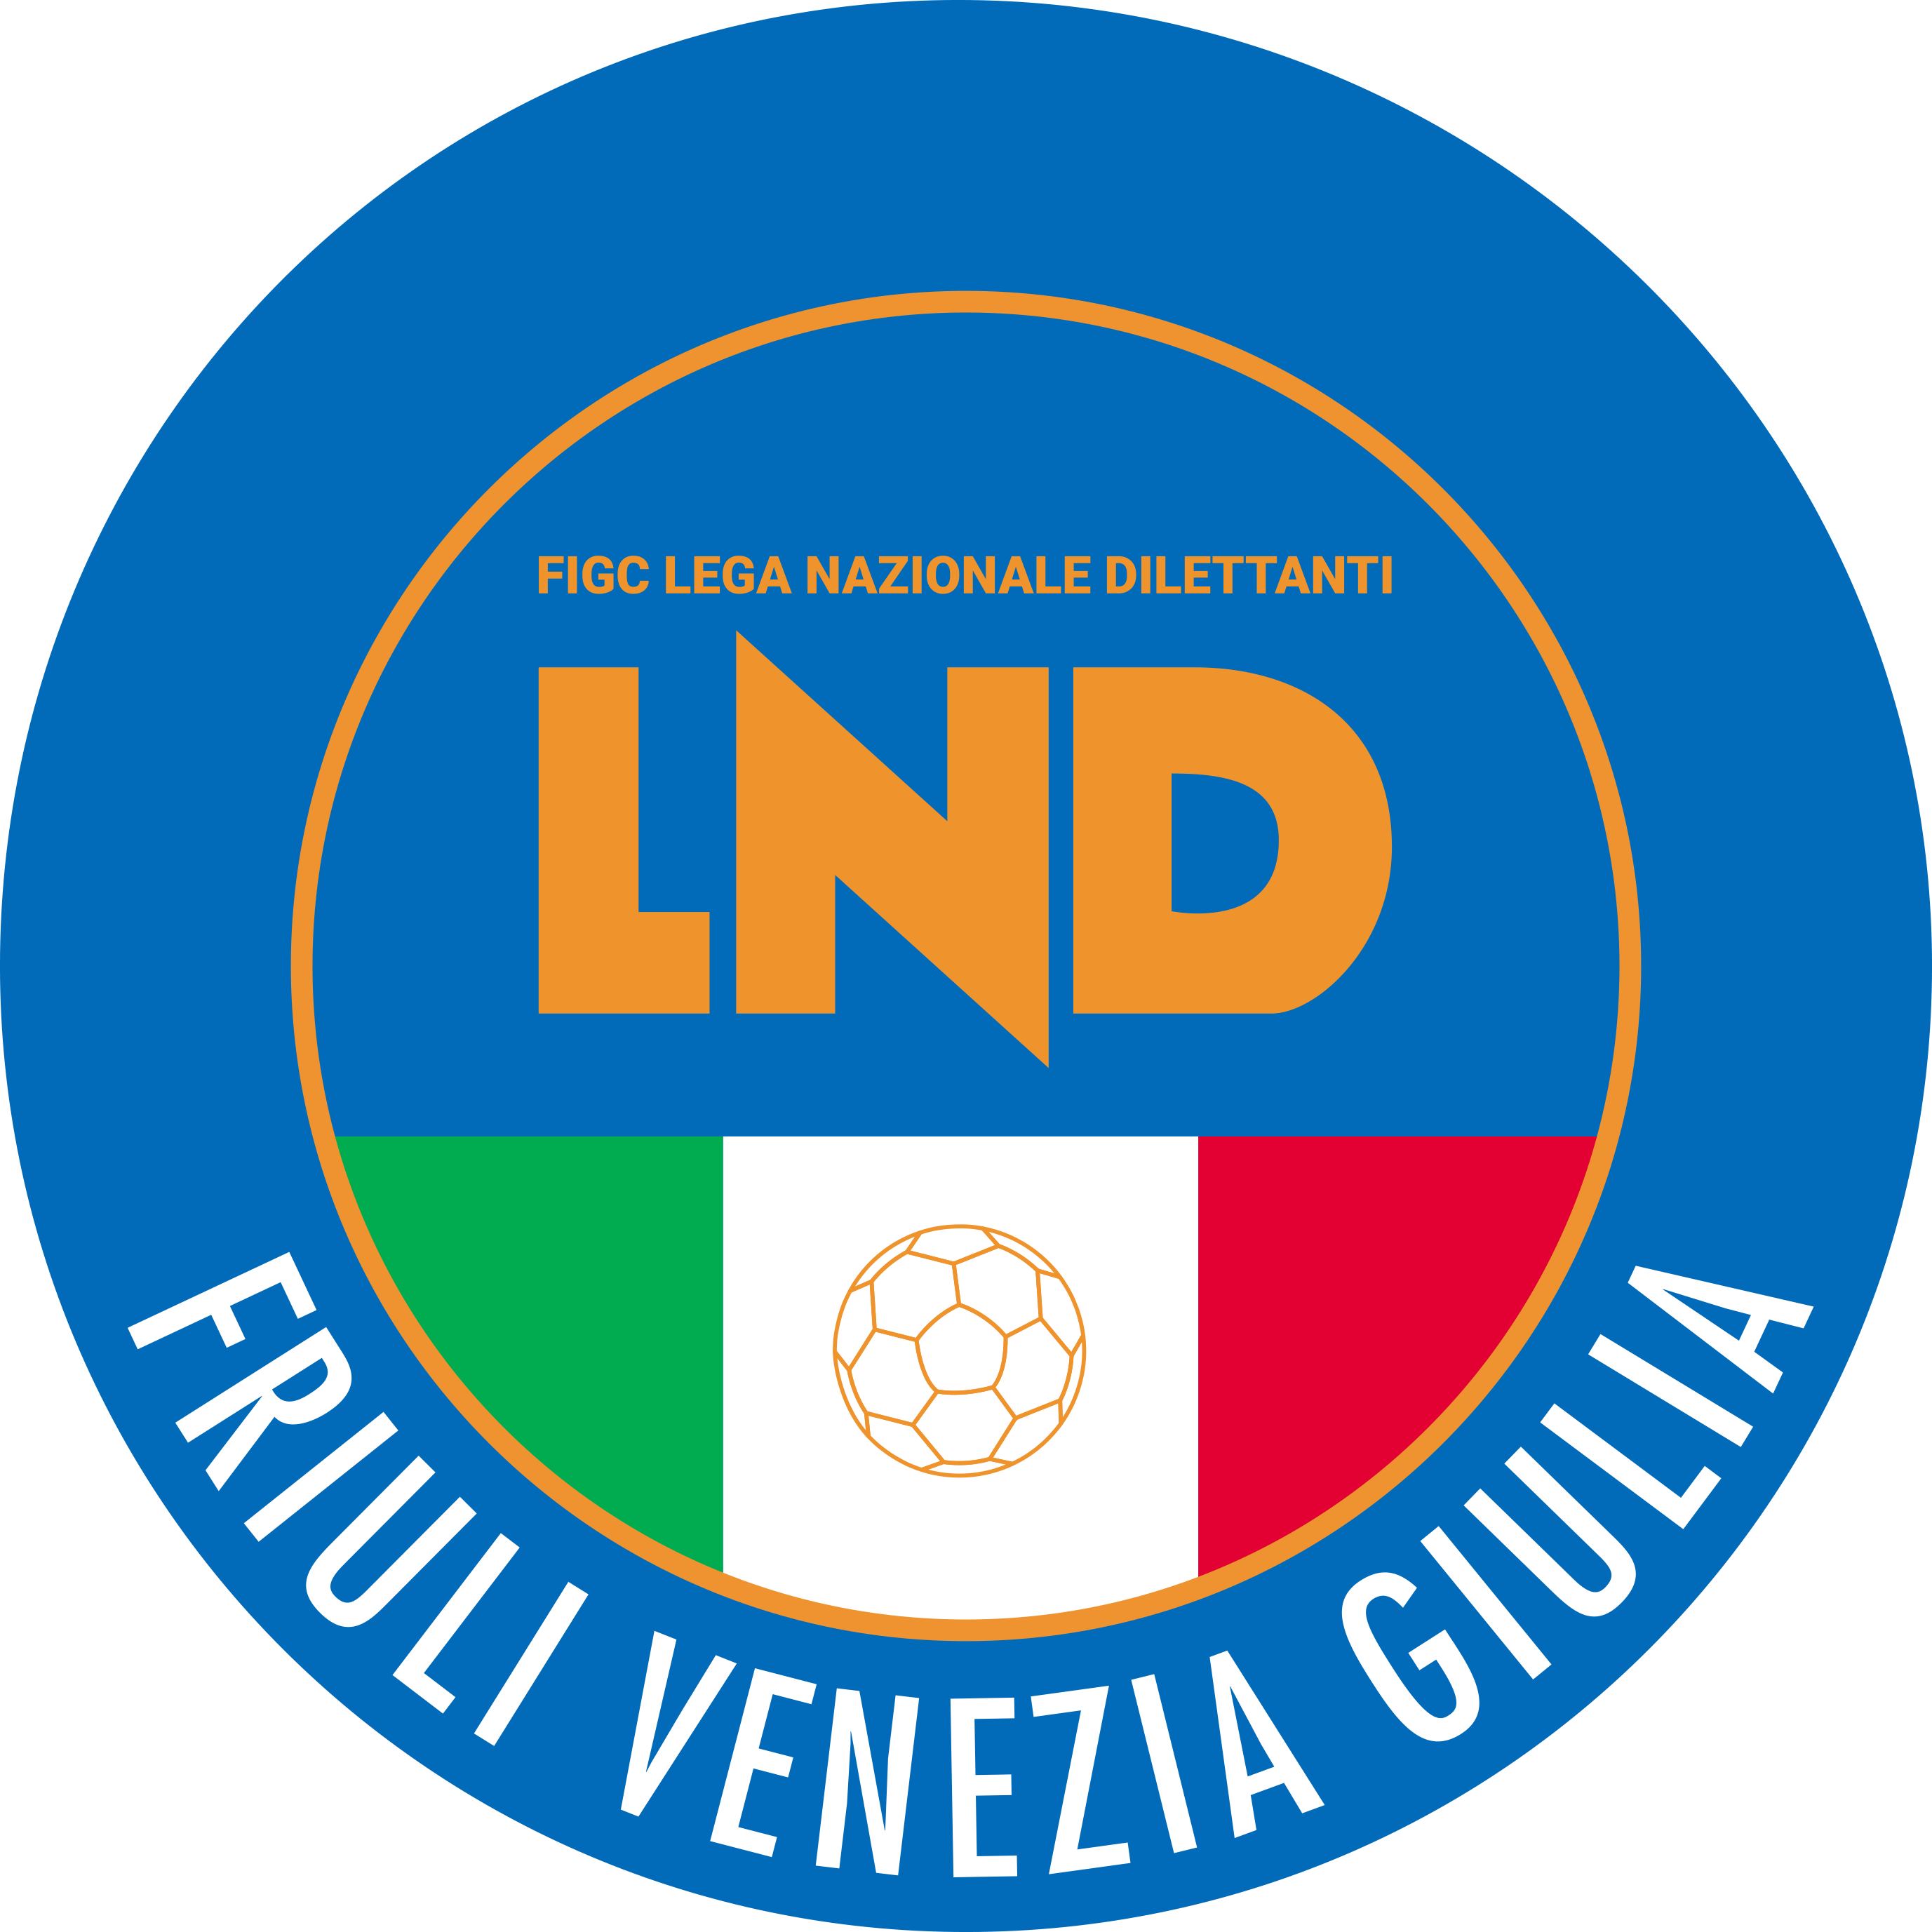 FIGC LEGA NAZIONALE DILETTANTI
LND
FRIULI VENEZIA GIULIA